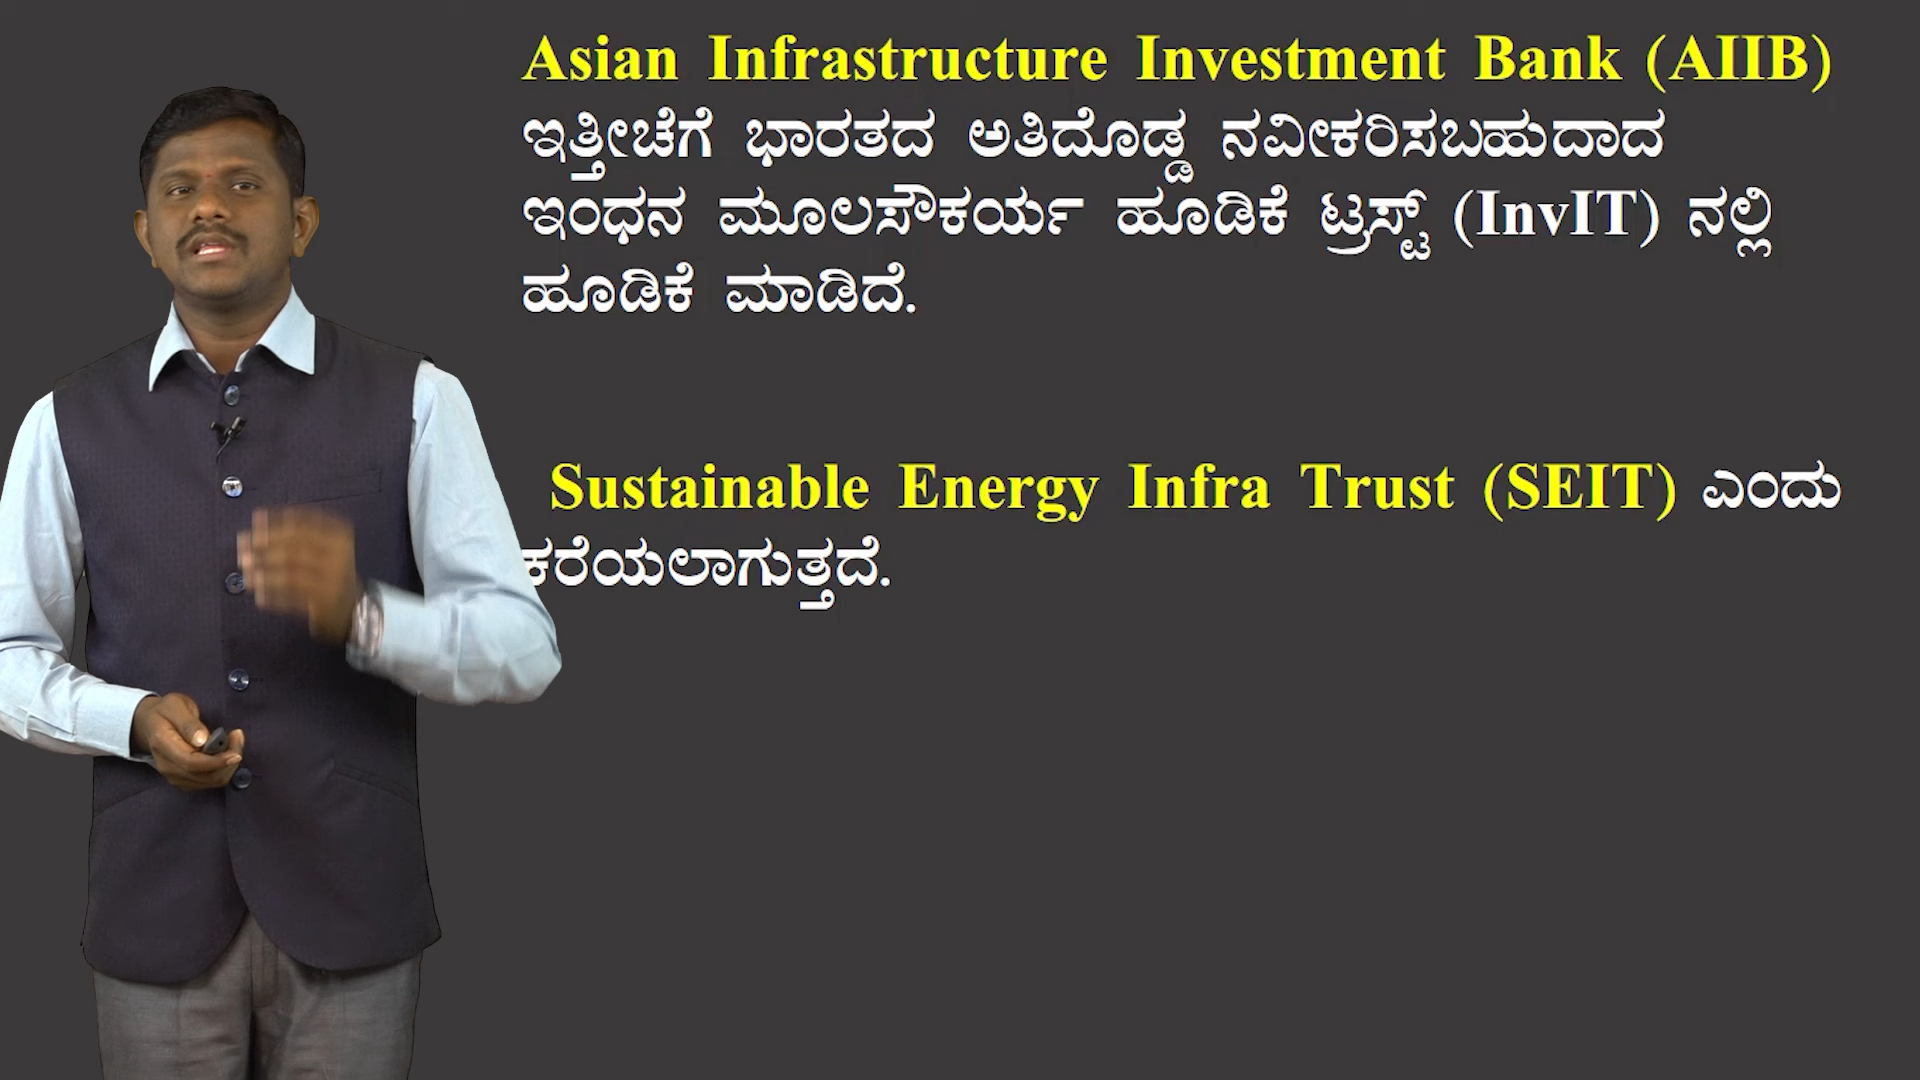 Asian Infrastructure Investment Bank (AIIB)
ಇತ್ತೀಚೆಗೆ ಭಾರತದ ಅತಿದೊಡ್ಡ ನವೀಕರಿಸಬಹುದಾದ
ಇಂಧನ ಮೂಲಸೌಕರ್ಯ ಹೂಡಿಕೆ ಟ್ರಸ್ಟ್ (InvIT) ನಲ್ಲಿ
ಹೂಡಿಕೆ ಮಾಡಿದೆ.
Sustainable Energy Infra Trust (SEIT) ಎಂದು
ಕರೆಯಲಾಗುತ್ತದೆ.